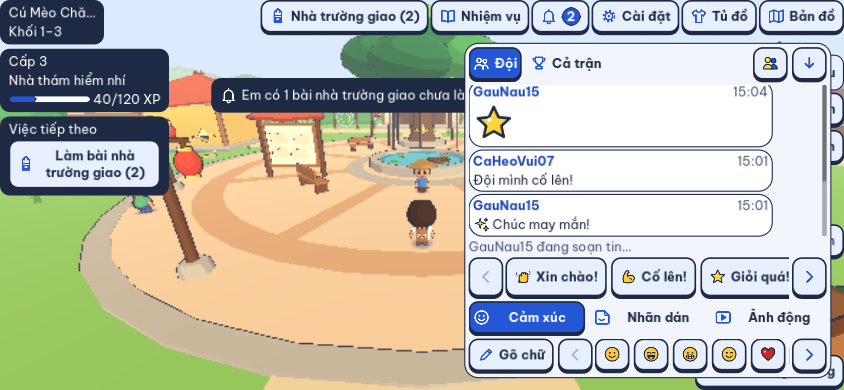 Cú Mèo Chă...
Khối 1–3
Nhà trường giao (2)
Nhiệm vụ
2
Cài đặt
Tủ đồ
Bản đồ
Cấp 3
Nhà thám hiểm nhí
40/120 XP
Em có 1 bài nhà trường giao chưa là
Việc tiếp theo
Làm bài nhà
trường giao (2)
Đội
Cả trận
GauNau15 15:04
CaHeoVui07 15:01
Đội mình cố lên!
GauNau15 15:01
Chúc may mắn!
GauNau15 đang soạn tin...
Xin chào!
Cố lên!
Giỏi quá!
Cảm xúc
Nhãn dán
Ảnh động
Gõ chữ